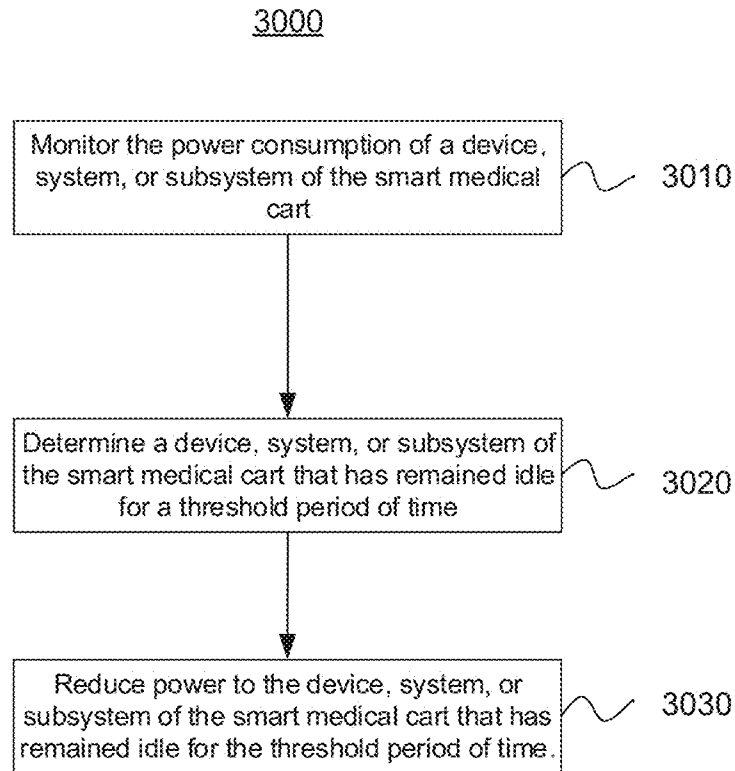 3000
Monitor the power consumption of a device,
system, or subsystem of the smart medical
cart
3010
Determine a device, system, or subsystem of
the smart medical cart that has remained idle
for a threshold period of time
3020
Reduce power to the device, system, or
subsystem of the smart medical cart that has
remained idle for the threshold period of time.
3030